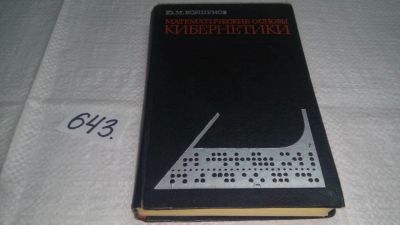 Ю.М. КОРШУНОВ
МАТЕМАТИЧЕСКИЕ ОСНОВЫ
КИБЕРНЕТИКИ
643.